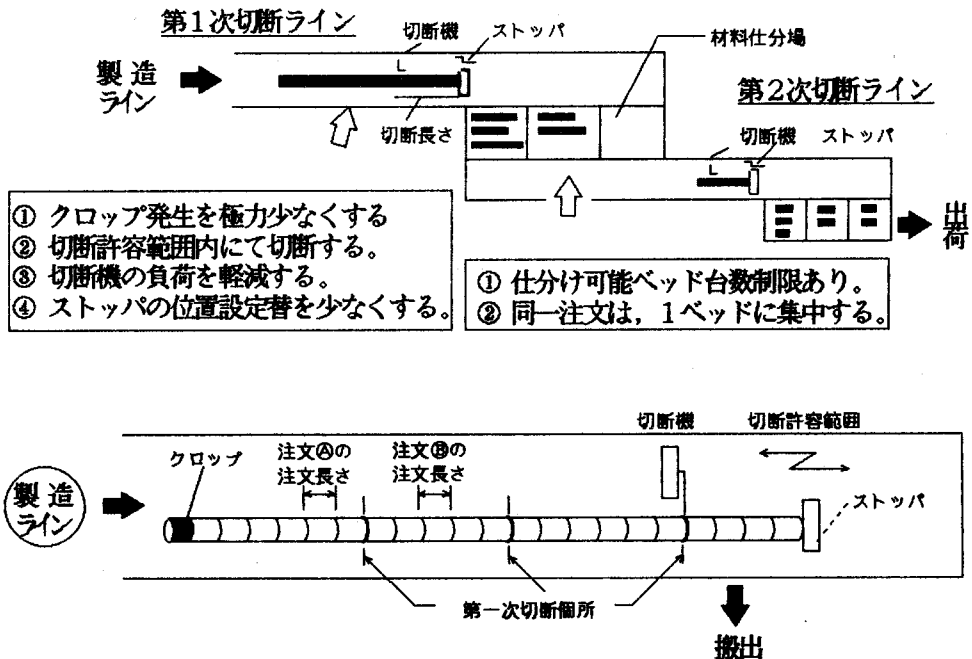 第1次切断ライン
切断機
ストッパ
材料仕分場
製造
ライン
L
切断長さ
第2次切断ライン
切断機
ストッパ
L
出荷
① クロップ発生を極力少なくする
② 切断許容範囲内にて切断する。
③ 切断機の負荷を軽減する。
④ ストッパの位置設定替を少なくする。
① 仕分け可能ベッド台数制限あり。
② 同一注文は，1ベッドに集中する。
切断機
切断許容範囲
クロップ
注文Ⓐの
注文長さ
注文Ⓑの
注文長さ
製造
ライン
ストッパ
第一次切断個所
搬出